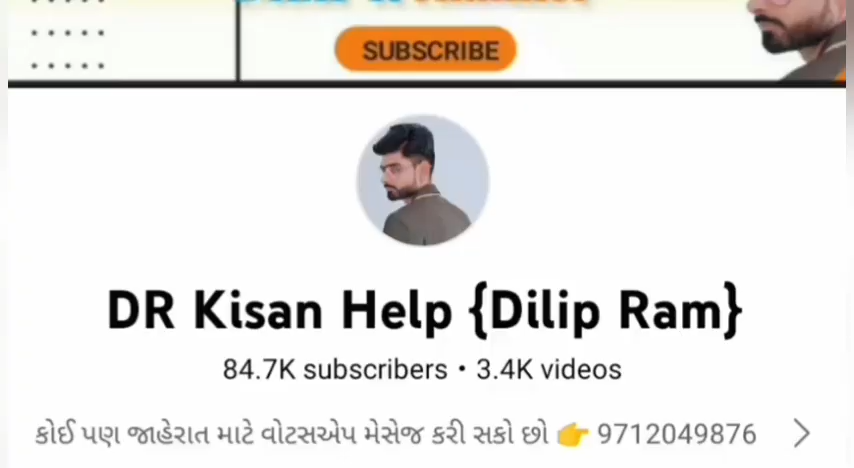 SUBSCRIBE
DR Kisan Help {Dilip Ram}
84.7K subscribers • 3.4K videos
કોઈ પણ જાહેરાત માટે વોટસએપ મેસેજ કરી સકો છો 👉 9712049876